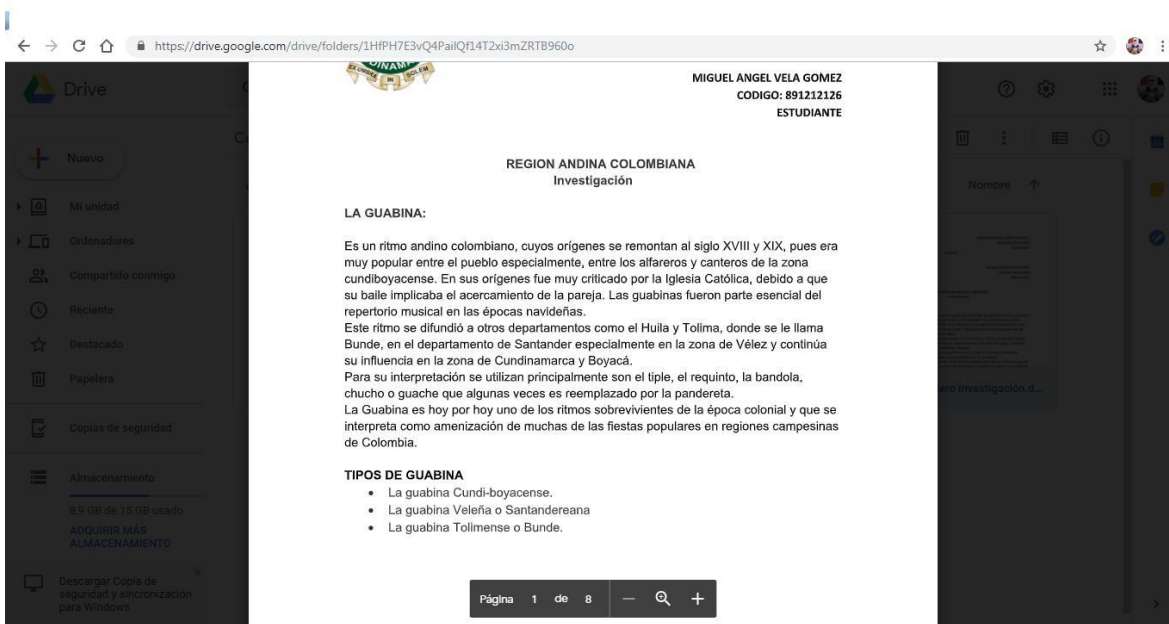 https://drive.google.com/drive/folders/1HfPH7E3vQ4PailQf14T2xi3mZRTB960o
Drive
Nuevo
Mi unidad
Ordenadores
Compartido conmigo
Reciente
Destacado
Papelera
Copias de seguridad
Almacenamiento
8,9 GB de 15 GB usado
ADQUIRIR MÁS
ALMACENAMIENTO
Descargar Copia de
seguridad y sincronización
para Windows
MIGUEL ANGEL VELA GOMEZ
CODIGO: 891212126
ESTUDIANTE
REGION ANDINA COLOMBIANA
Investigación
LA GUABINA:
Es un ritmo andino colombiano, cuyos orígenes se remontan al siglo XVIII y XIX, pues era
muy popular entre el pueblo especialmente, entre los alfareros y canteros de la zona
cundiboyacense. En sus orígenes fue muy criticado por la Iglesia Católica, debido a que
su baile implicaba el acercamiento de la pareja. Las guabinas fueron parte esencial del
repertorio musical en las épocas navideñas.
Este ritmo se difundió a otros departamentos como el Huila y Tolima, donde se le llama
Bunde, en el departamento de Santander especialmente en la zona de Vélez y continúa
su influencia en la zona de Cundinamarca y Boyacá.
Para su interpretación se utilizan principalmente son el tiple, el requinto, la bandola,
chucho o guache que algunas veces es reemplazado por la pandereta.
La Guabina es hoy por hoy uno de los ritmos sobrevivientes de la época colonial y que se
interpreta como amenización de muchas de las fiestas populares en regiones campesinas
de Colombia.
TIPOS DE GUABINA
• La guabina Cundi-boyacense.
• La guabina Veleña o Santandereana
• La guabina Tolimense o Bunde.
Página 1 de 8
Nombre